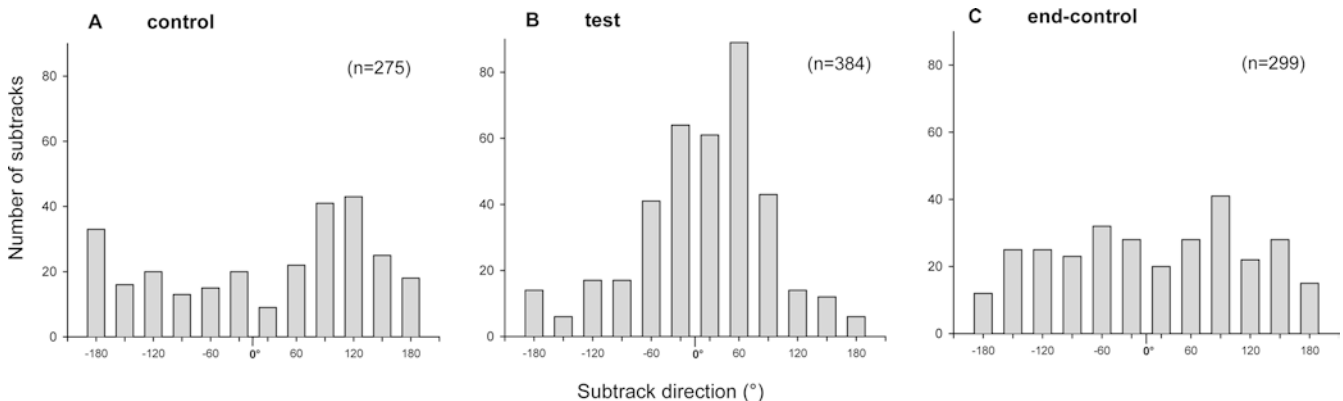 A control
(n=275)
Number of subtracks
80
60
40
20
0
-180 -120 -60 0° 60 120 180
B test
(n=384)
80
60
40
20
0
-180 -120 -60 0° 60 120 180
C end-control
(n=299)
80
60
40
20
0
-180 -120 -60 0° 60 120 180
Subtrack direction (°)